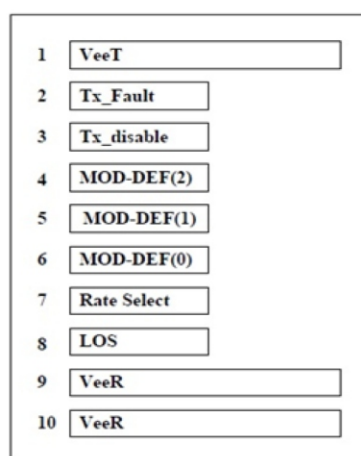 1 VeeT
2 Tx_Fault
3 Tx_disable
4 MOD-DEF(2)
5 MOD-DEF(1)
6 MOD-DEF(0)
7 Rate Select
8 LOS
9 VeeR
10 VeeR